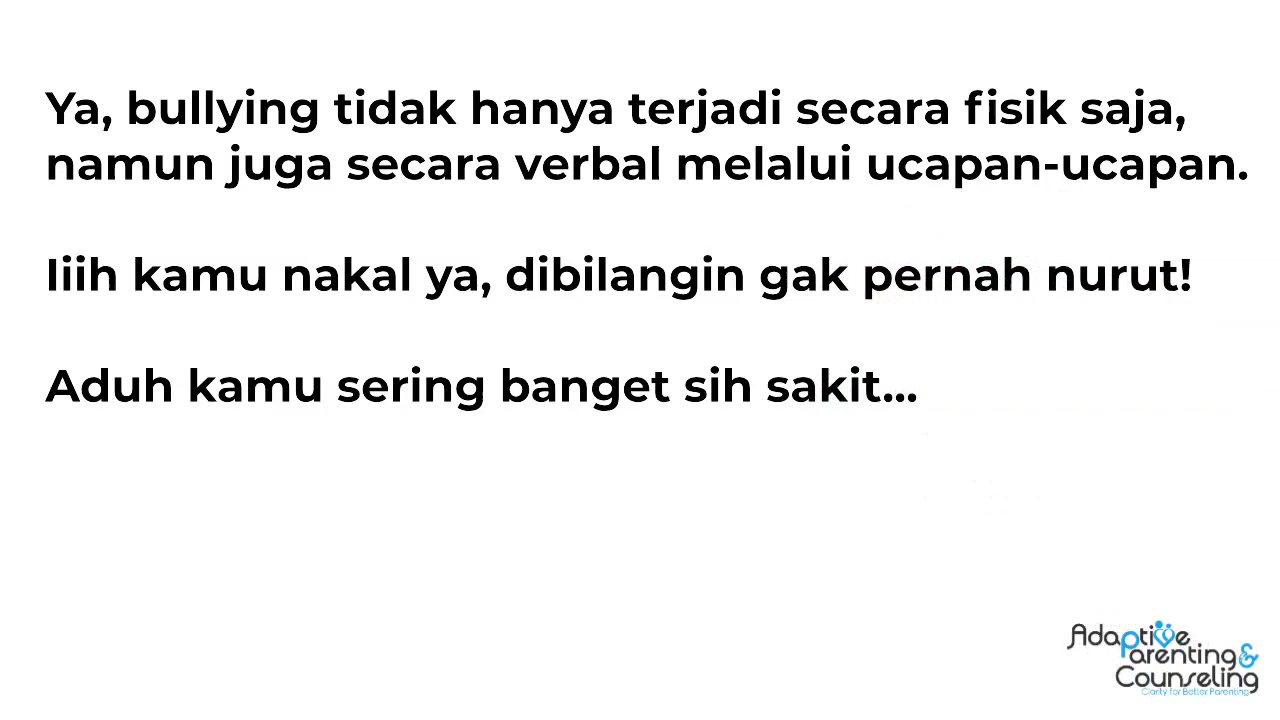 Ya, bullying tidak hanya terjadi secara fisik saja,
namun juga secara verbal melalui ucapan-ucapan.
Iiih kamu nakal ya, dibilangin gak pernah nurut!
Aduh kamu sering banget sih sakit...
Adaptive
Parenting &
Counseling
Clarity for Better Parenting